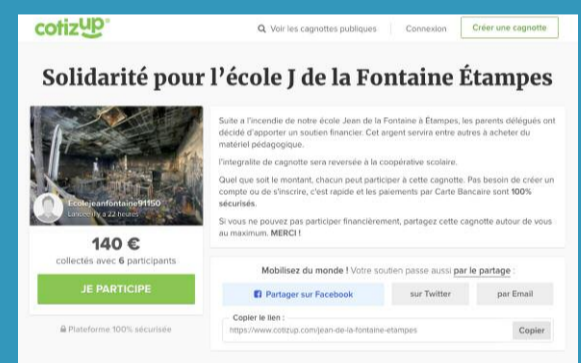 cotizup
Voir les cagnottes publiques
Connexion
Créer une cagnotte
Solidarité pour l'école J de la Fontaine Étampes
Ecolejeanfontaine91150
Lancée il y a 22 heures
140 €
collectés avec 6 participants
JE PARTICIPE
Plateforme 100% sécurisée
Suite a l'incendie de notre école Jean de la Fontaine à Étampes, les parents délégués ont
décidé d'apporter un soutien financier. Cet argent servira entre autres à acheter du
matériel pédagogique.
l'integralite de cagnotte sera reversée à la coopérative scolaire.
Quel que soit le montant, chacun peut participer à cette cagnotte. Pas besoin de créer un
compte ou de s'inscrire, c'est rapide et les paiements par Carte Bancaire sont 100%
sécurisés.
Si vous ne pouvez pas participer financièrement, partagez cette cagnotte autour de vous
au maximum. MERCI !
Mobilisez du monde ! Votre soutien passe aussi par le partage :
Partager sur Facebook
sur Twitter
par Email
Copier le lien :
https://www.cotizup.com/jean-de-la-fontaine-etampes
Copier